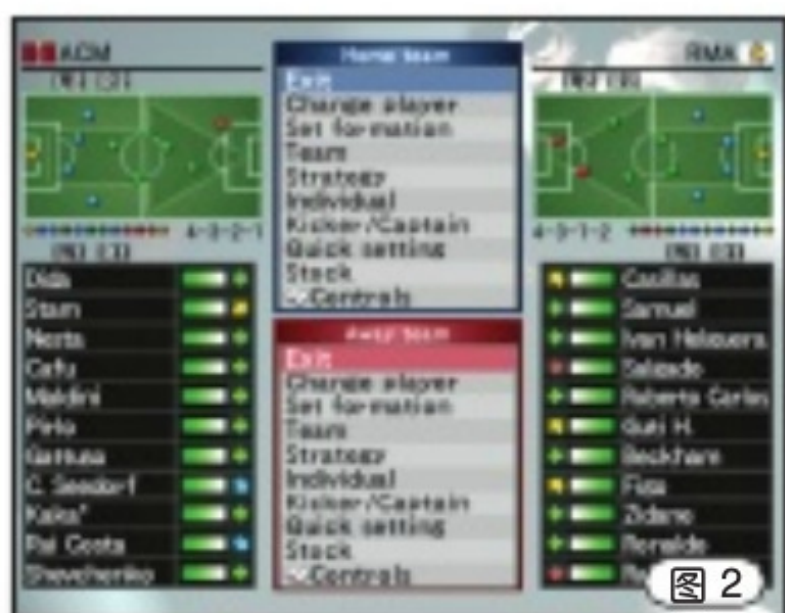 ACM
Home team
Exit
Change player
Set formation
Team
Strategy
Individual
Kicker/Captain
Quick setting
Stock
Controls
RMA
4-3-2-1
4-3-1-2
Dida
Stam
Nesta
Cafu
Maldini
Pirlo
Gattuso
C. Seedorf
Kaka'
Rui Costa
Shevchenko
Away team
Exit
Change player
Set formation
Team
Strategy
Individual
Kicker/Captain
Quick setting
Stock
Controls
Casillas
Samuel
Ivan Helguera
Salgado
Roberto Carlos
Guti H.
Beckham
Figo
Zidane
Ronaldo
图 2